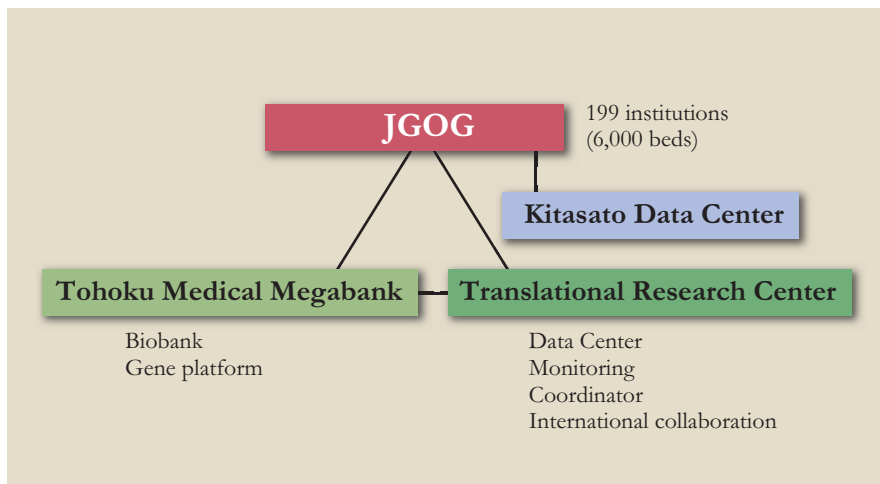 JGOG
199 institutions
(6,000 beds)
Kitasato Data Center
Tohoku Medical Megabank
Translational Research Center
Biobank
Gene platform
Data Center
Monitoring
Coordinator
International collaboration